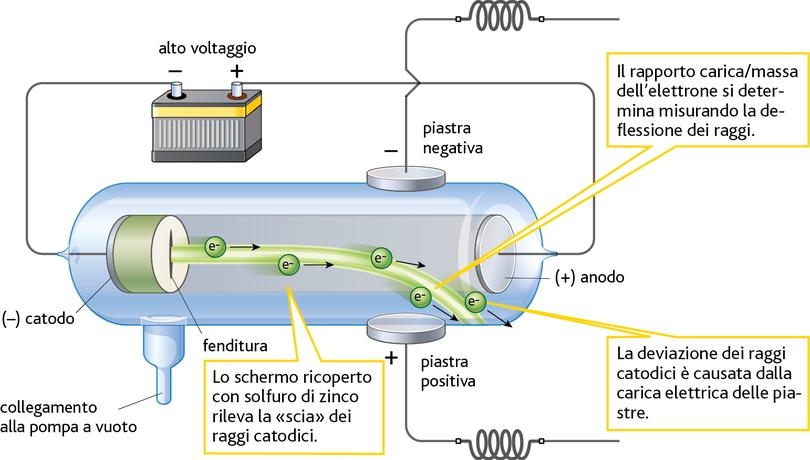 alto voltaggio
− +
Il rapporto carica/massa
dell'elettrone si deter-
mina misurando la de-
flessione dei raggi.
piastra
negativa
−
e-
e-
e-
e-
e-
(+) anodo
(−) catodo
fenditura
+
piastra
positiva
La deviazione dei raggi
catodici è causata dalla
carica elettrica delle pia-
stre.
Lo schermo ricoperto
con solfuro di zinco
rileva la «scia» dei
raggi catodici.
collegamento
alla pompa a vuoto